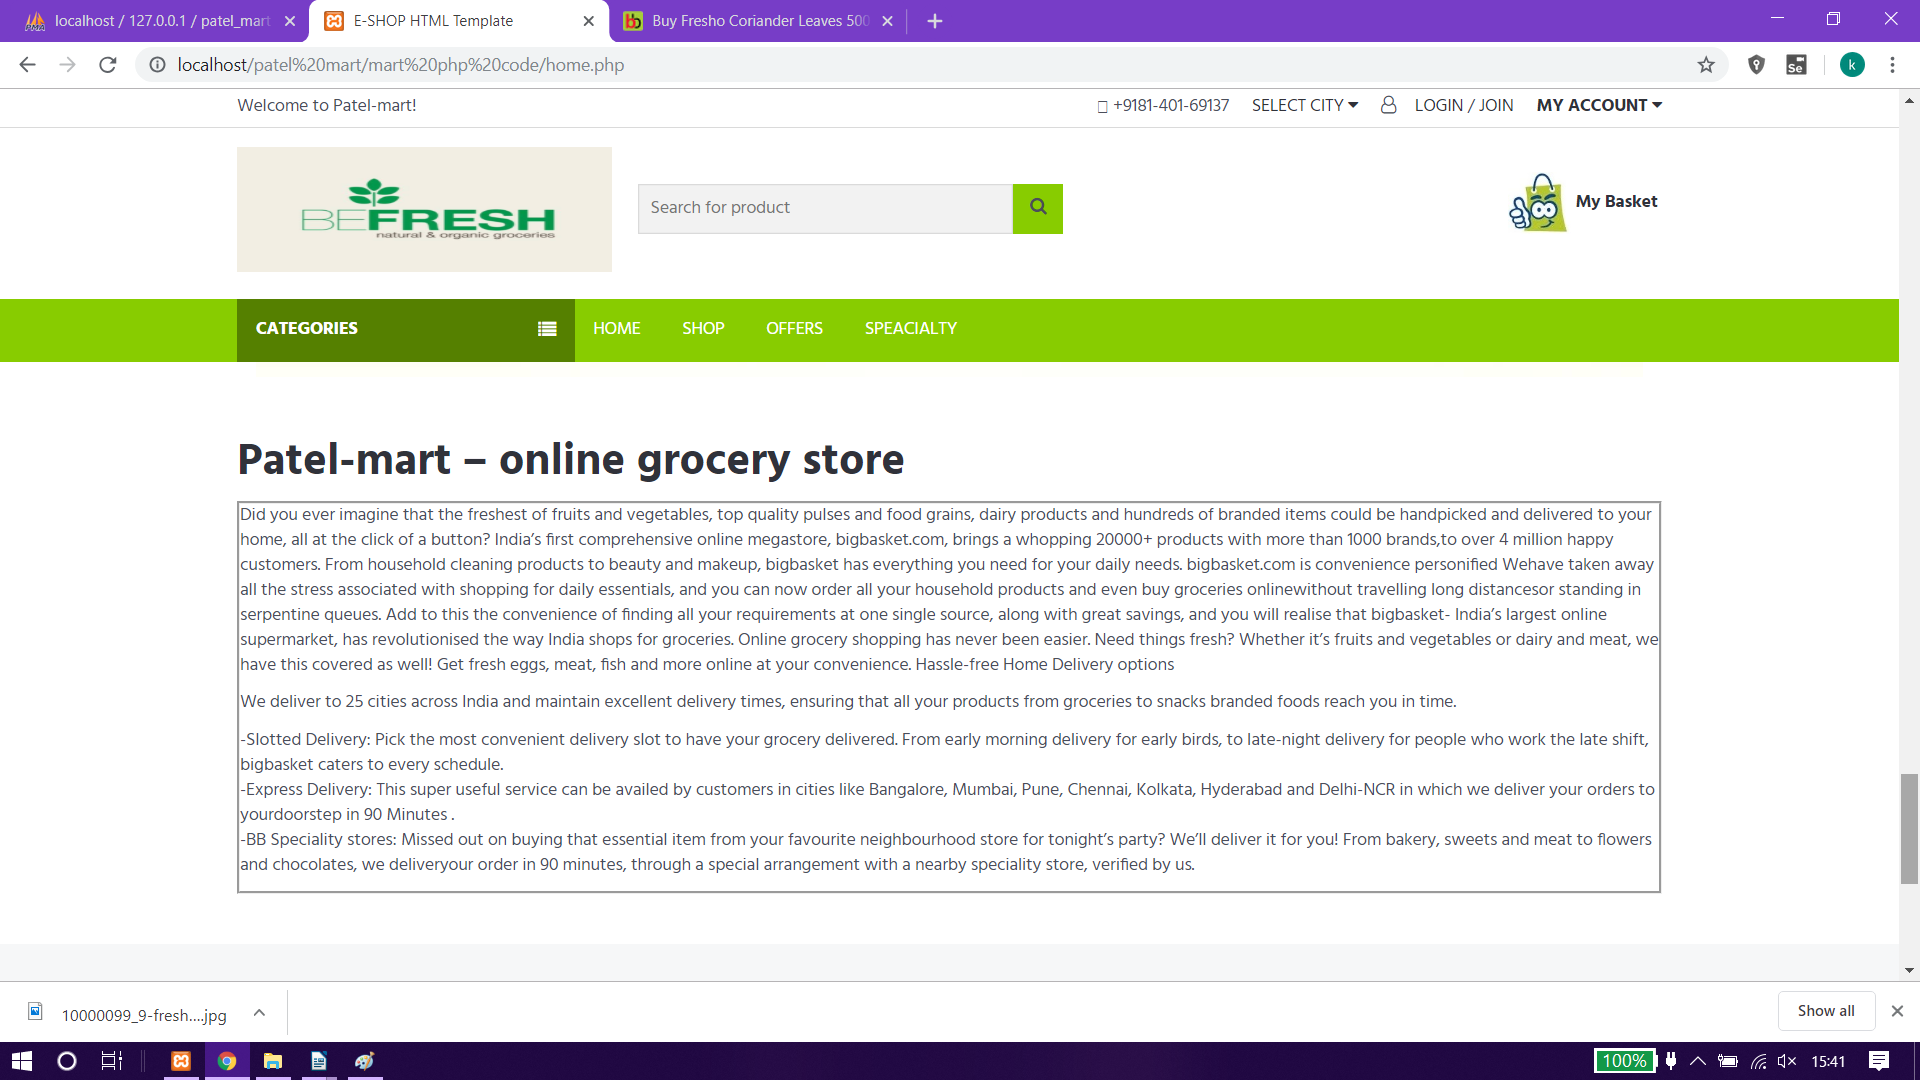 localhost / 127.0.0.1 / patel_mart
E-SHOP HTML Template
Buy Fresho Coriander Leaves 500
localhost/patel%20mart/mart%20php%20code/home.php
k
Welcome to Patel-mart!
+9181-401-69137
SELECT CITY
LOGIN / JOIN
MY ACCOUNT
BEFRESH
natural & organic groceries
Search for product
My Basket
CATEGORIES
HOME
SHOP
OFFERS
SPEACIALTY
Patel-mart – online grocery store
Did you ever imagine that the freshest of fruits and vegetables, top quality pulses and food grains, dairy products and hundreds of branded items could be handpicked and delivered to your
home, all at the click of a button? India’s first comprehensive online megastore, bigbasket.com, brings a whopping 20000+ products with more than 1000 brands,to over 4 million happy
customers. From household cleaning products to beauty and makeup, bigbasket has everything you need for your daily needs. bigbasket.com is convenience personified Wehave taken away
all the stress associated with shopping for daily essentials, and you can now order all your household products and even buy groceries onlinewithout travelling long distancesor standing in
serpentine queues. Add to this the convenience of finding all your requirements at one single source, along with great savings, and you will realise that bigbasket- India’s largest online
supermarket, has revolutionised the way India shops for groceries. Online grocery shopping has never been easier. Need things fresh? Whether it’s fruits and vegetables or dairy and meat, we
have this covered as well! Get fresh eggs, meat, fish and more online at your convenience. Hassle-free Home Delivery options
We deliver to 25 cities across India and maintain excellent delivery times, ensuring that all your products from groceries to snacks branded foods reach you in time.
-Slotted Delivery: Pick the most convenient delivery slot to have your grocery delivered. From early morning delivery for early birds, to late-night delivery for people who work the late shift,
bigbasket caters to every schedule.
-Express Delivery: This super useful service can be availed by customers in cities like Bangalore, Mumbai, Pune, Chennai, Kolkata, Hyderabad and Delhi-NCR in which we deliver your orders to
yourdoorstep in 90 Minutes .
-BB Speciality stores: Missed out on buying that essential item from your favourite neighbourhood store for tonight’s party? We’ll deliver it for you! From bakery, sweets and meat to flowers
and chocolates, we deliveryour order in 90 minutes, through a special arrangement with a nearby speciality store, verified by us.
10000099_9-fresh....jpg
Show all
100%
15:41